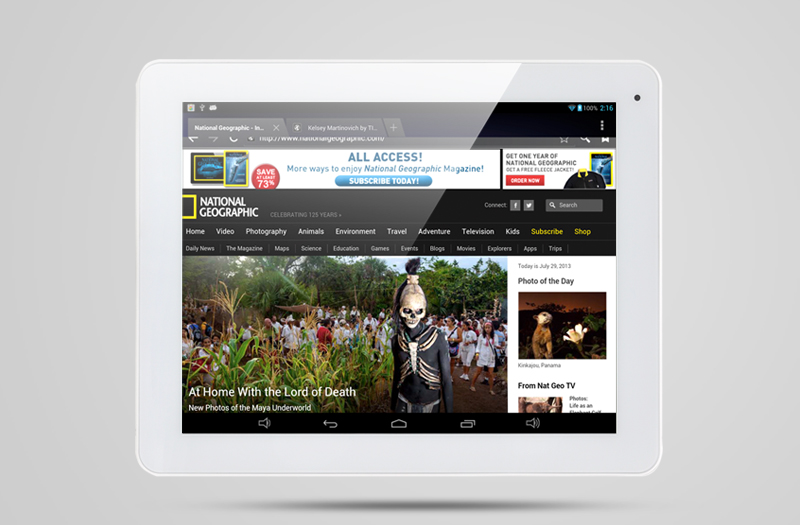 100% 2:16
National Geographic - In...
Kelsey Martinovich by TI...
http://www.nationalgeographic.com/
SAVE
AT LEAST
73%
ALL ACCESS!
More ways to enjoy National Geographic Magazine!
SUBSCRIBE TODAY!
GET ONE YEAR OF
NATIONAL GEOGRAPHIC
GET A FREE FLEECE JACKET!
ORDER NOW
NATIONAL
GEOGRAPHIC
CELEBRATING 125 YEARS »
Connect:
Search
Home Video Photography Animals Environment Travel Adventure Television Kids Subscribe Shop
Daily News The Magazine Maps Science Education Games Events Blogs Movies Explorers Apps Trips
At Home With the Lord of Death
New Photos of the Maya Underworld
Today is July 29, 2013
Photo of the Day
Kinkajou, Panama
From Nat Geo TV
Photos:
Life as an